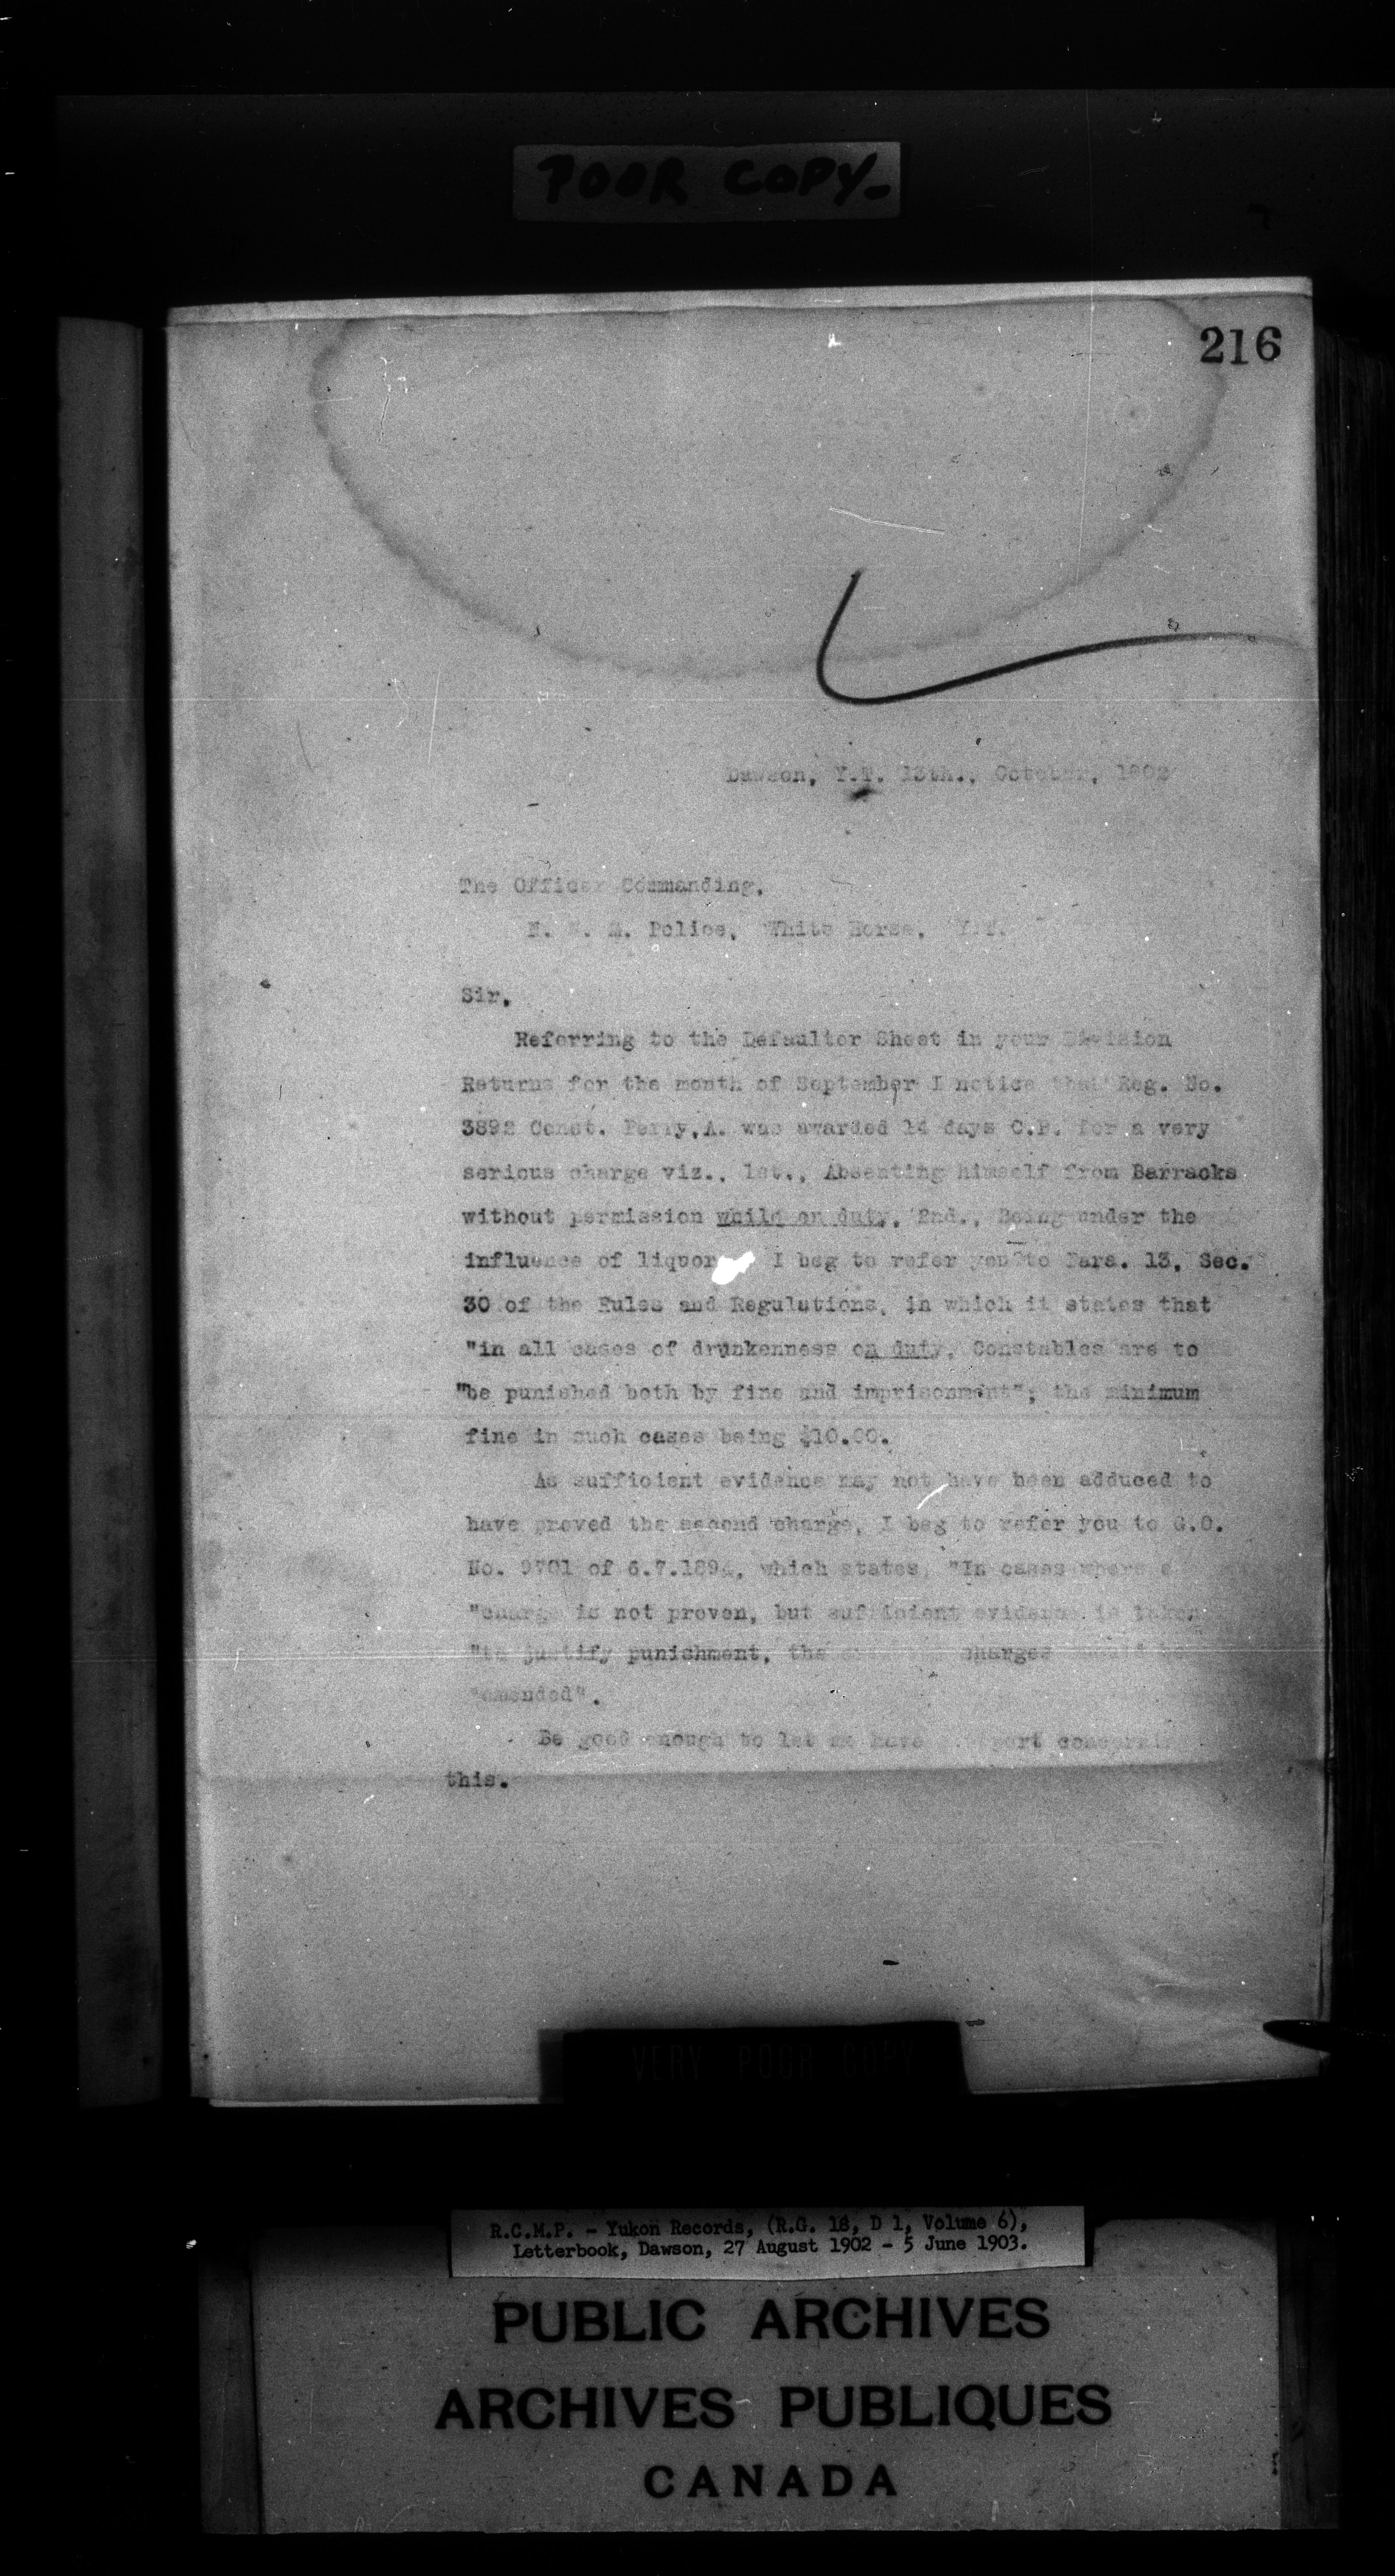 POOR COPY-
216
Dawson, Y.T. 13th., October, 1902
The Officer Commanding,
N. W. M. Police, White Horse, Y.T.
Sir,
Referring to the Defaulter Sheet in your Division
Returns for the month of September I notice that Reg. No.
3892 Const. Perry, A. was awarded 14 days C.B. for a very
serious charge viz., 1st., Absenting himself from Barracks
without permission while on duty, 2nd., Being under the
influence of liquor I beg to refer you to Para. 13, Sec.
30 of the Rules and Regulations, in which it states that
"in all cases of drunkenness on duty, Constables are to
"be punished both by fine and imprisonment"; the minimum
fine in such cases being $10.00.
As sufficient evidence may not have been adduced to
have proved the second charge, I beg to refer you to G.O.
No. 9701 of 6.7.1894, which states, "In cases where a
"charge is not proven, but sufficient evidence is taken
"to justify punishment, the charges should be
"amended".
Be good enough to let me have report concerning
this.
VERY POOR COPY
R.C.M.P. - Yukon Records, (R.G. 18, D 1, Volume 6),
Letterbook, Dawson, 27 August 1902 - 5 June 1903.
PUBLIC ARCHIVES
ARCHIVES PUBLIQUES
CANADA